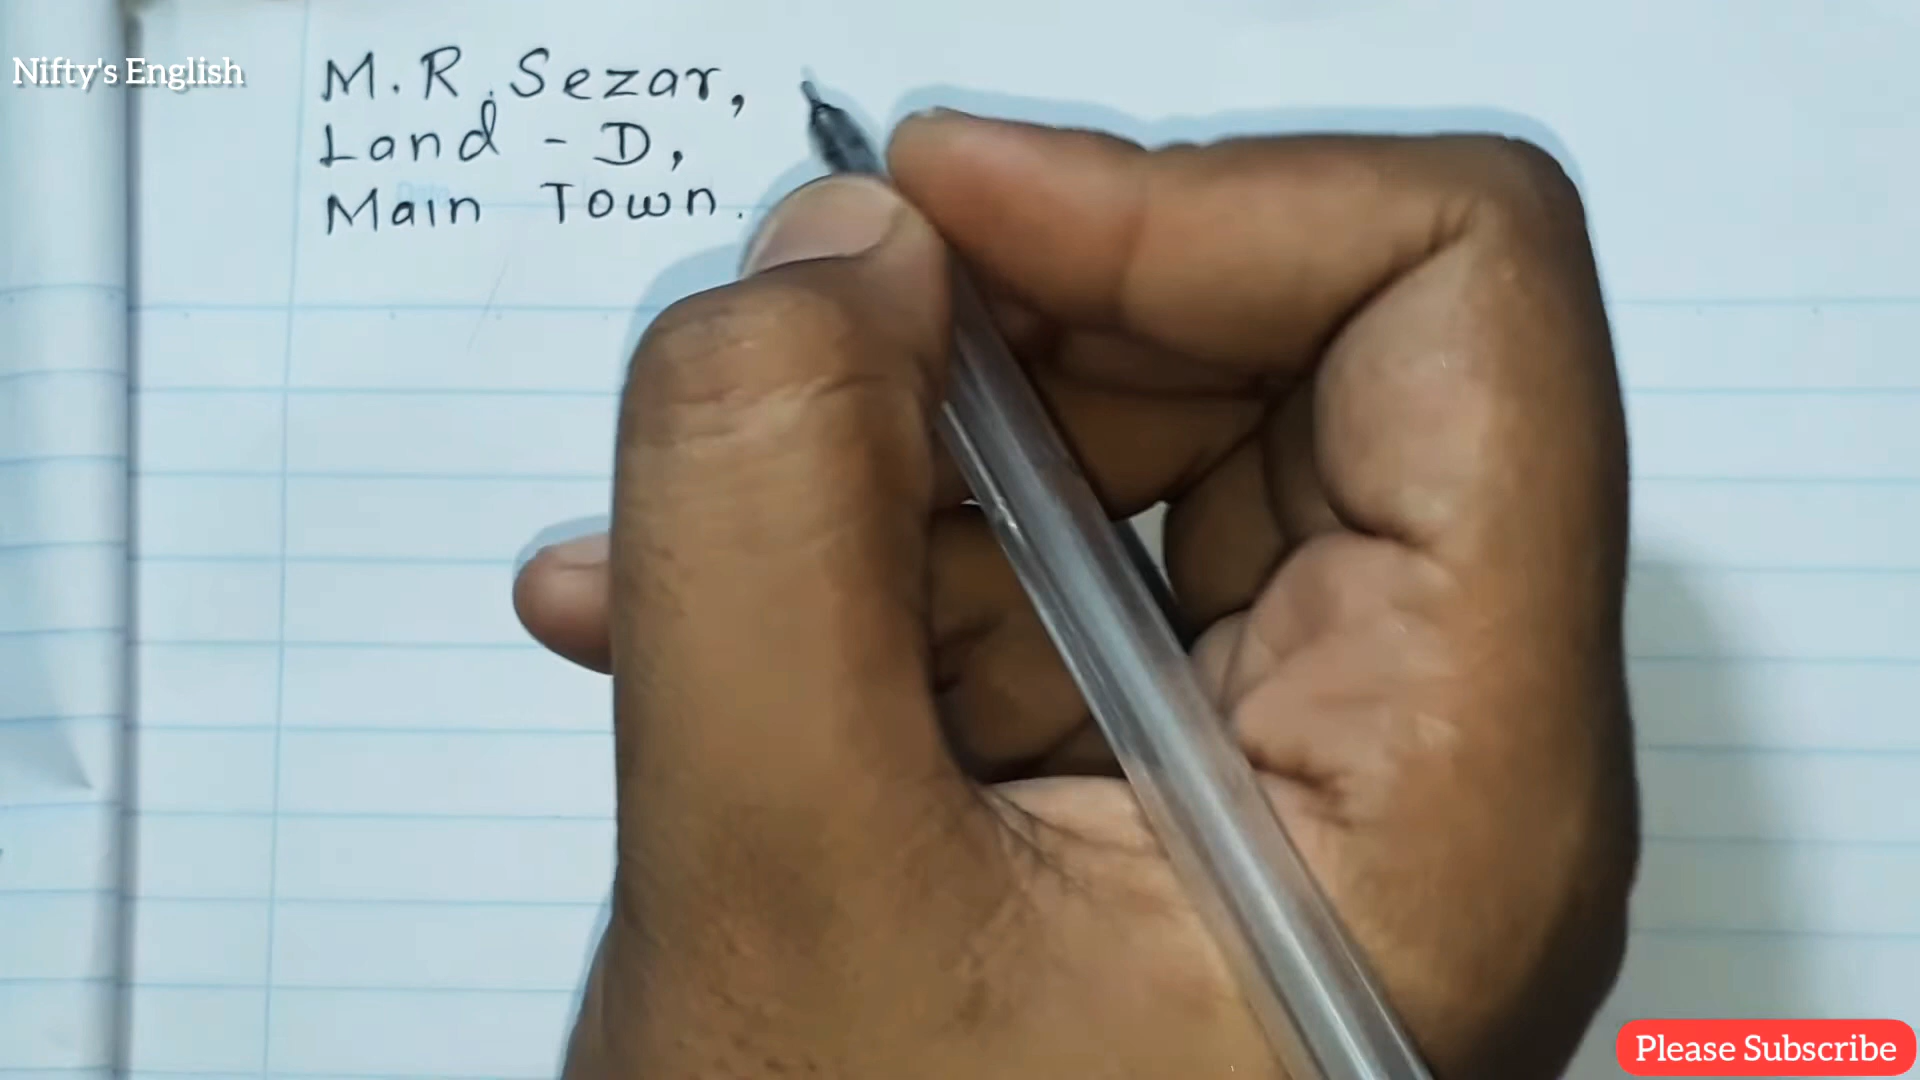 Nifty's English
M.R. Sezar,
Land - D,
Main Town.
Please Subscribe